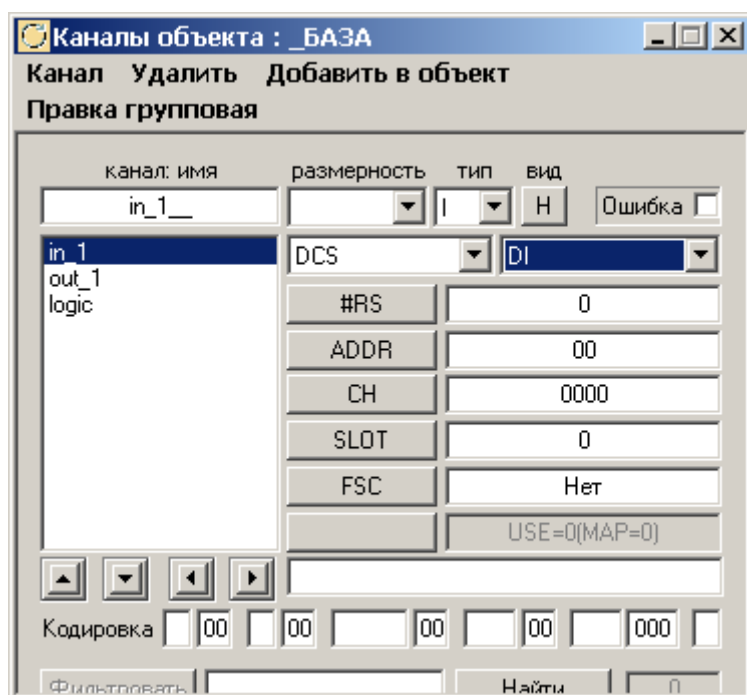 Каналы объекта : _БАЗА
Канал Удалить Добавить в объект
Правка групповая
канал: имя размерность тип вид
in_1__ I Н Ошибка
in_1 DCS DI
out_1
logic #RS 0
ADDR 00
CH 0000
SLOT 0
FSC Нет
USE=0(MAP=0)
Кодировка 00 00 00 00 000
Фильтровать Найти 0